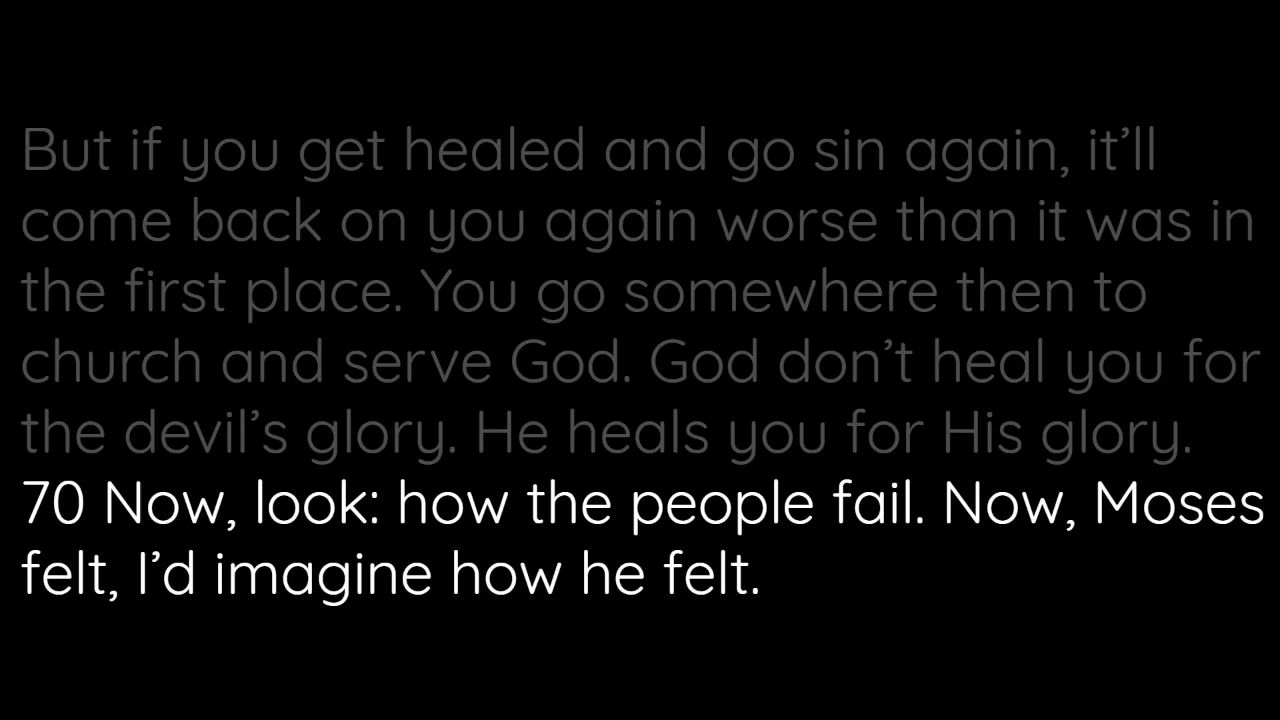 But if you get healed and go sin again, it’ll
come back on you again worse than it was in
the first place. You go somewhere then to
church and serve God. God don’t heal you for
the devil’s glory. He heals you for His glory.
70 Now, look: how the people fail. Now, Moses
felt, I’d imagine how he felt.